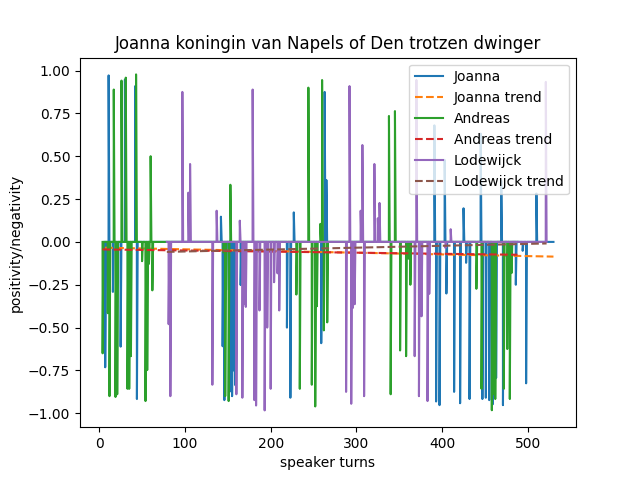 Joanna koningin van Napels of Den trotzen dwinger
1.00
0.75
0.50
0.25
0.00
−0.25
−0.50
−0.75
−1.00
positivity/negativity
Joanna
Joanna trend
Andreas
Andreas trend
Lodewijck
Lodewijck trend
0 100 200 300 400 500
speaker turns